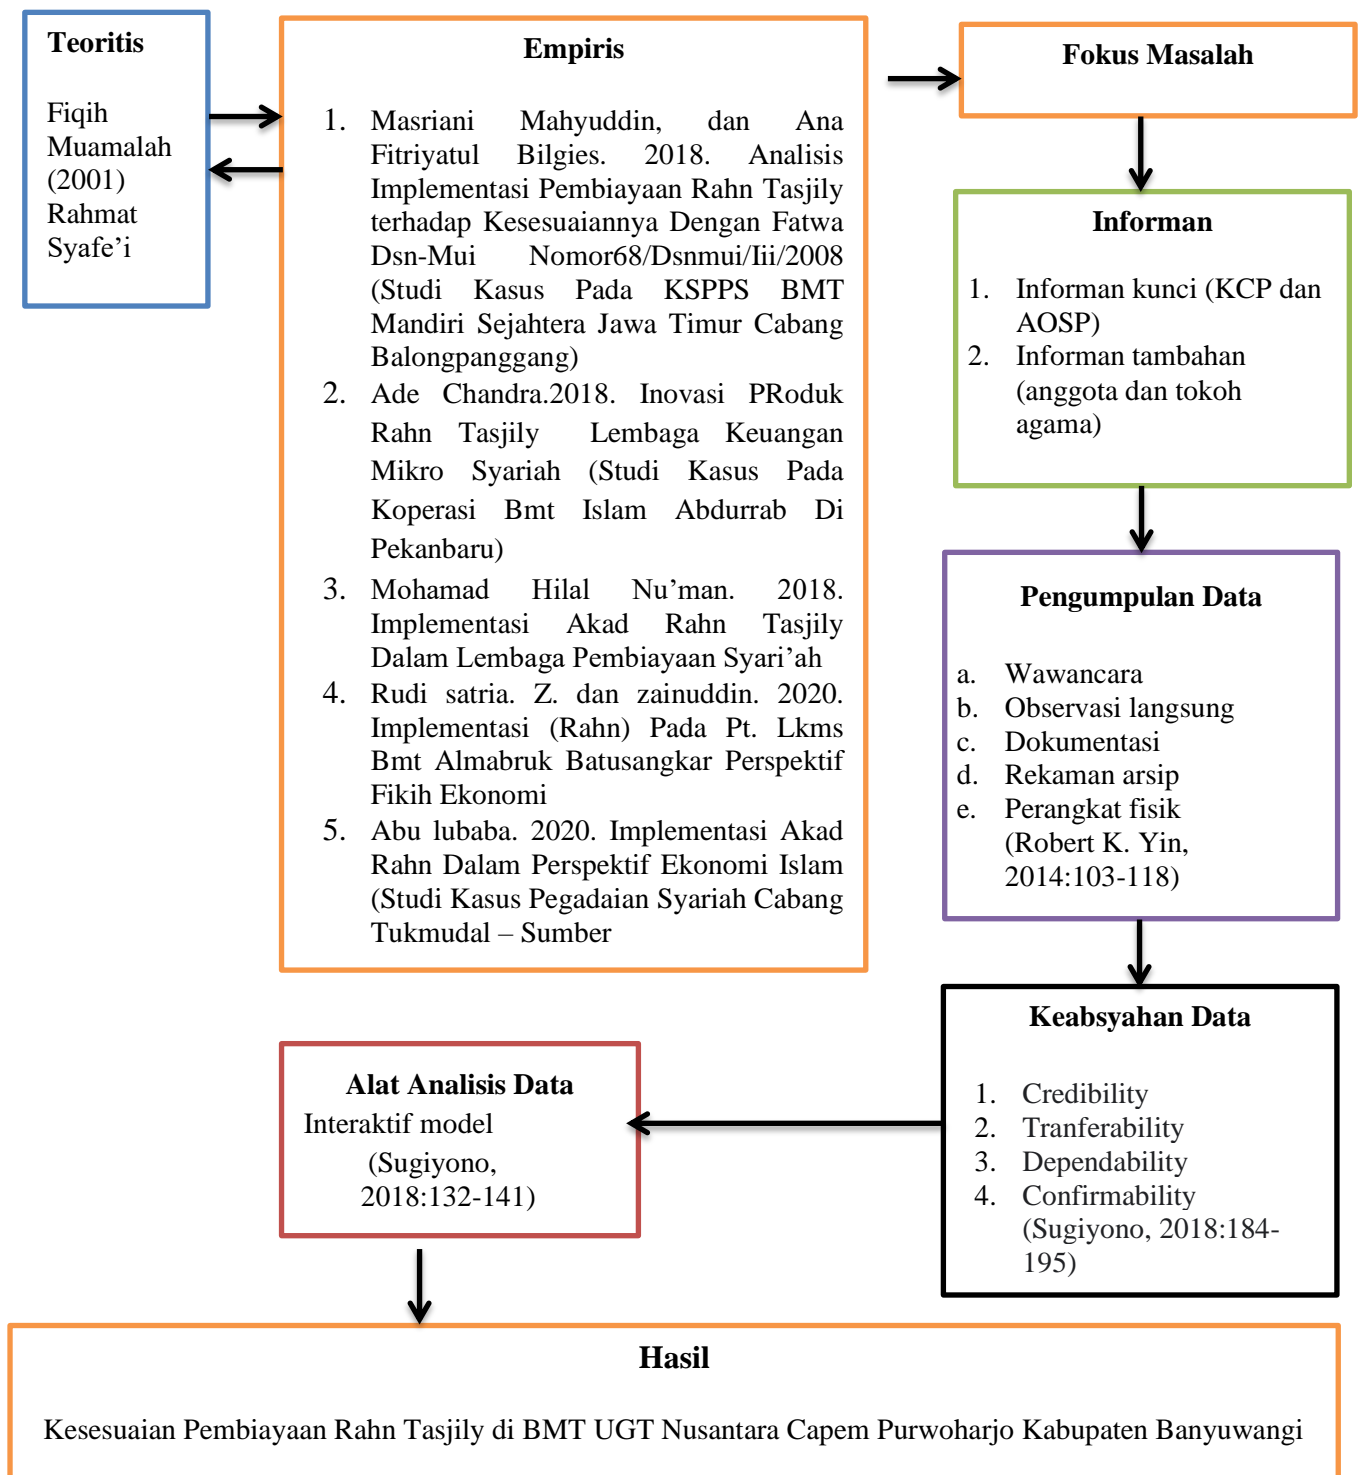 Teoritis
Fiqih
Muamalah
(2001)
Rahmat
Syafe’i
Empiris
1. Masriani Mahyuddin, dan Ana
Fitriyatul Bilgies. 2018. Analisis
Implementasi Pembiayaan Rahn Tasjily
terhadap Kesesuaiannya Dengan Fatwa
Dsn-Mui Nomor68/Dsnmui/Iii/2008
(Studi Kasus Pada KSPPS BMT
Mandiri Sejahtera Jawa Timur Cabang
Balongpanggang)
2. Ade Chandra.2018. Inovasi PRoduk
Rahn Tasjily Lembaga Keuangan
Mikro Syariah (Studi Kasus Pada
Koperasi Bmt Islam Abdurrab Di
Pekanbaru)
3. Mohamad Hilal Nu’man. 2018.
Implementasi Akad Rahn Tasjily
Dalam Lembaga Pembiayaan Syari’ah
4. Rudi satria. Z. dan zainuddin. 2020.
Implementasi (Rahn) Pada Pt. Lkms
Bmt Almabruk Batusangkar Perspektif
Fikih Ekonomi
5. Abu lubaba. 2020. Implementasi Akad
Rahn Dalam Perspektif Ekonomi Islam
(Studi Kasus Pegadaian Syariah Cabang
Tukmudal – Sumber
Fokus Masalah
Informan
1. Informan kunci (KCP dan
AOSP)
2. Informan tambahan
(anggota dan tokoh
agama)
Pengumpulan Data
a. Wawancara
b. Observasi langsung
c. Dokumentasi
d. Rekaman arsip
e. Perangkat fisik
(Robert K. Yin,
2014:103-118)
Keabsyahan Data
1. Credibility
2. Tranferability
3. Dependability
4. Confirmability
(Sugiyono, 2018:184-
195)
Alat Analisis Data
Interaktif model
(Sugiyono,
2018:132-141)
Hasil
Kesesuaian Pembiayaan Rahn Tasjily di BMT UGT Nusantara Capem Purwoharjo Kabupaten Banyuwangi